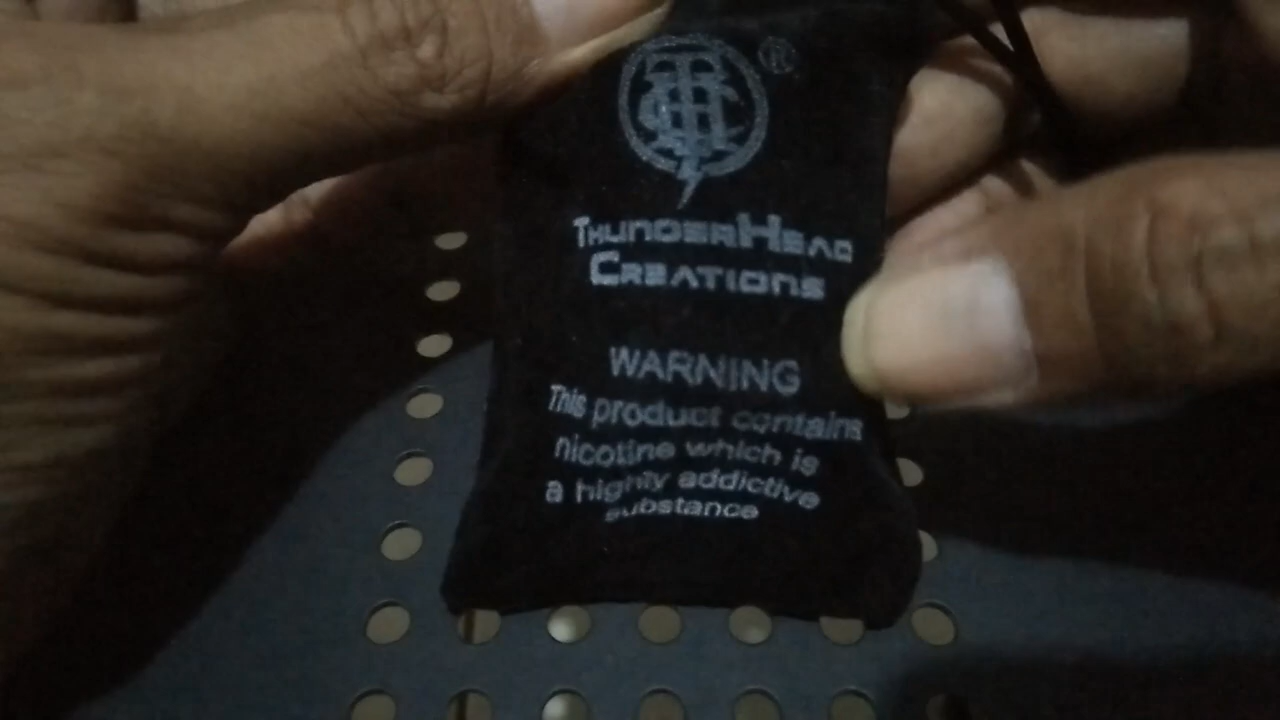 ®
THUNDERHEAD
CREATIONS
WARNING
This product contains
nicotine which is
a highly addictive
substance